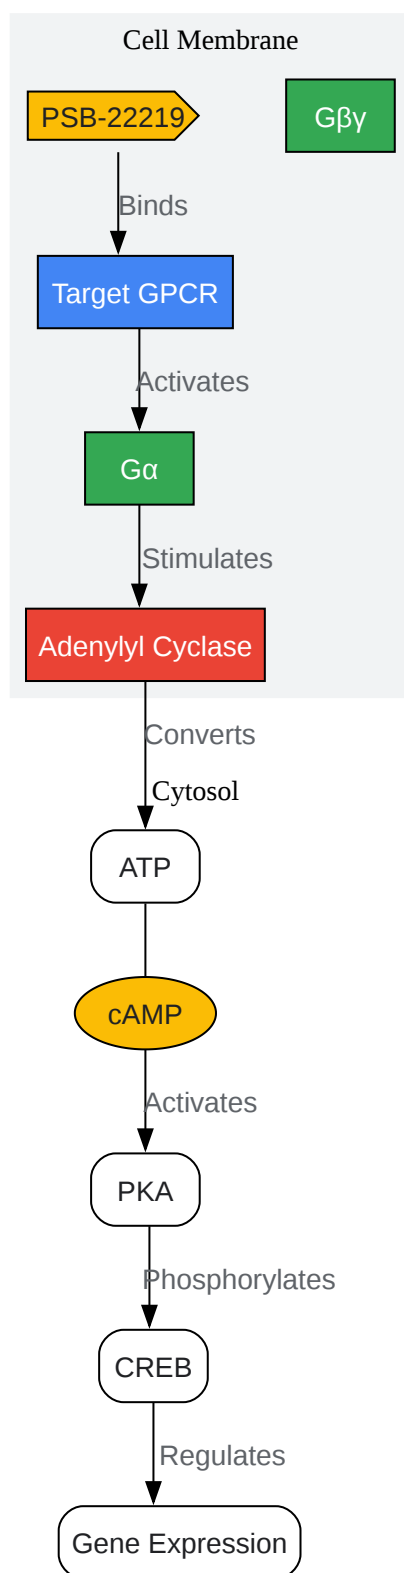 Cell Membrane
PSB-22219
Gβγ
Binds
Target GPCR
Activates
Gα
Stimulates
Adenylyl Cyclase
Converts
Cytosol
ATP
cAMP
Activates
PKA
Phosphorylates
CREB
Regulates
Gene Expression